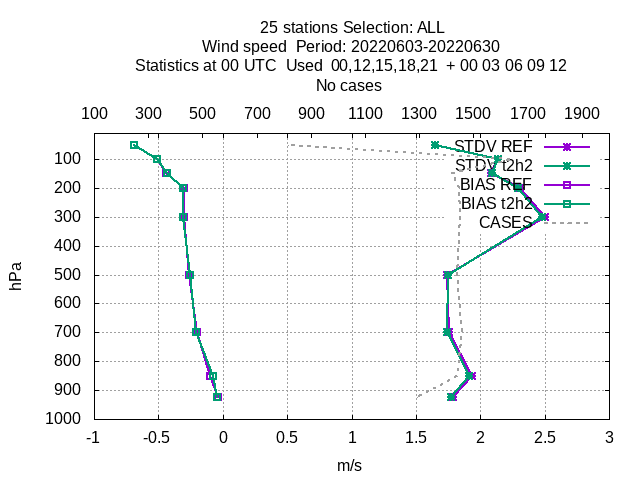 25 stations Selection: ALL
Wind speed  Period: 20220603-20220630
Statistics at 00 UTC  Used  00,12,15,18,21  + 00 03 06 09 12
No cases
100 300 500 700 900 1100 1300 1500 1700 1900
STDV REF
STDV t2h2
BIAS REF
BIAS t2h2
CASES
hPa
100
200
300
400
500
600
700
800
900
1000
-1 -0.5 0 0.5 1 1.5 2 2.5 3
m/s